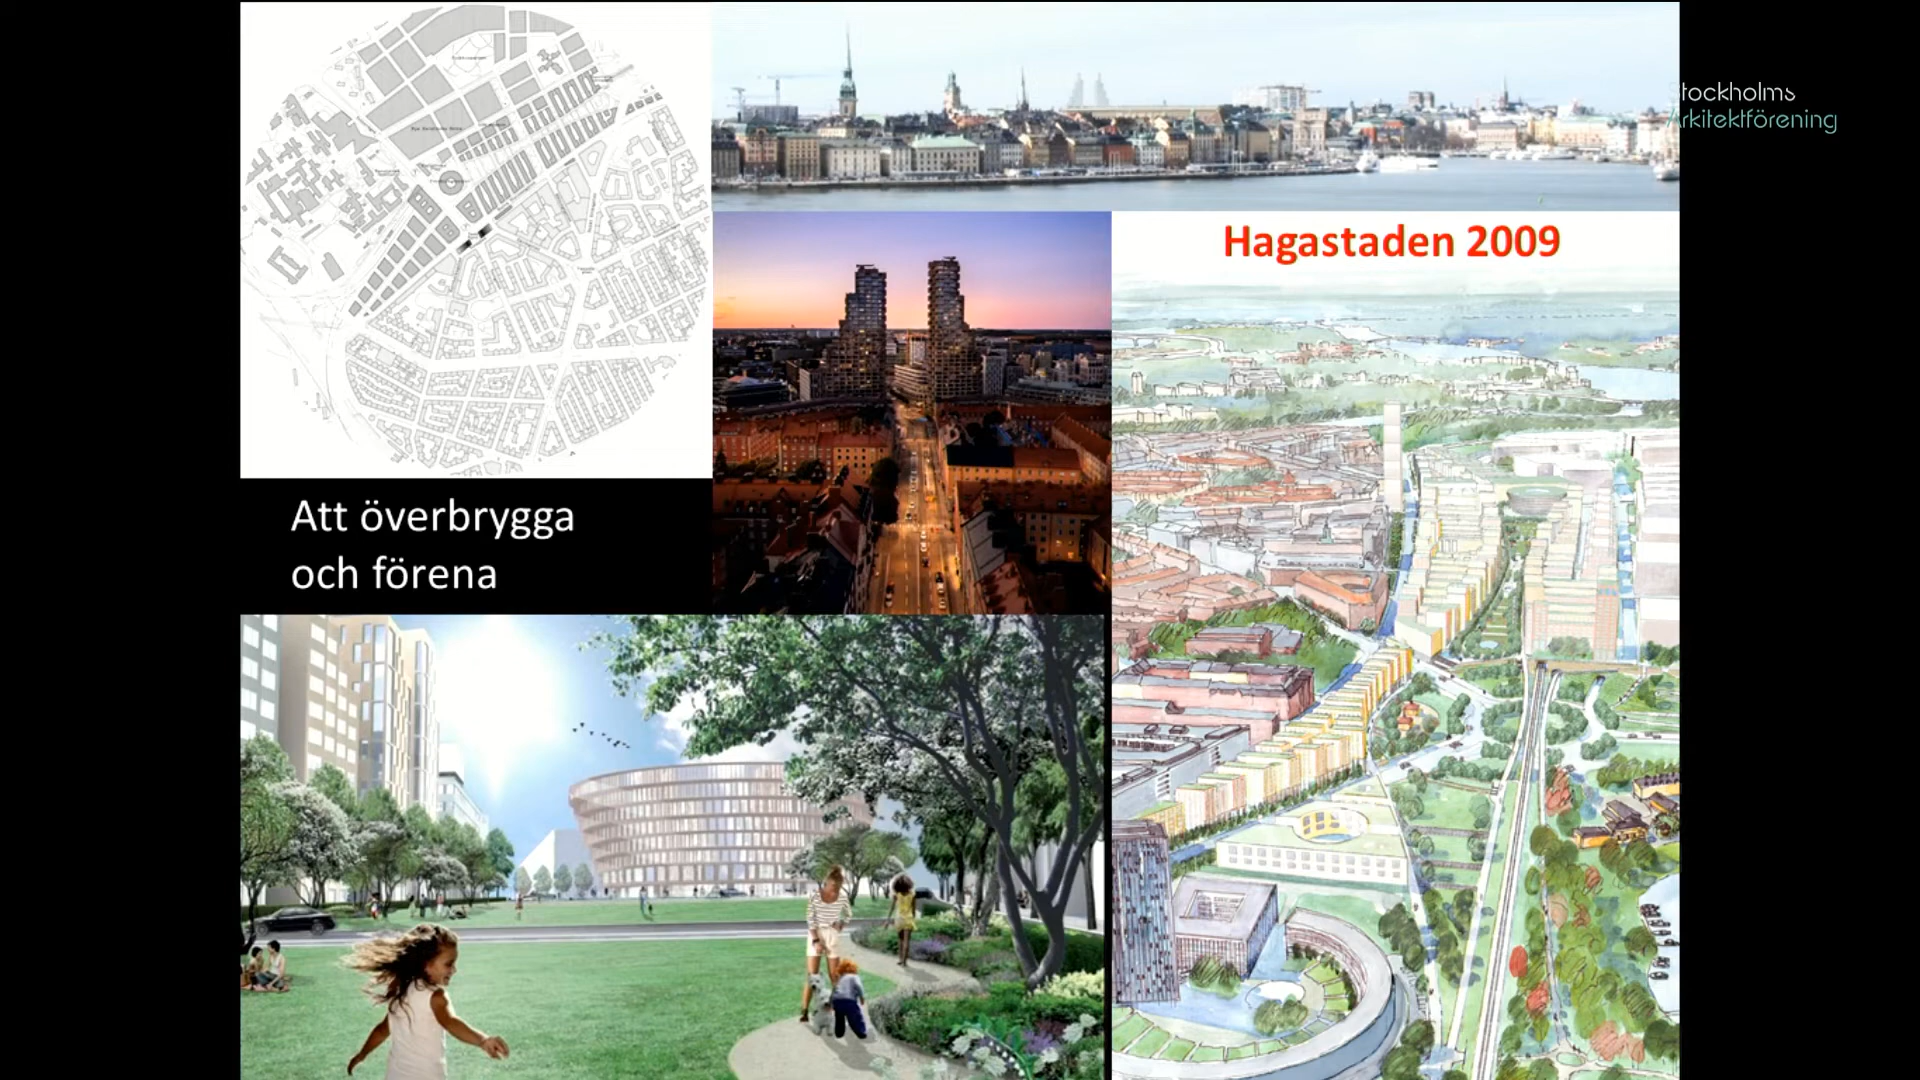 Stockholms
Arkitektförening
Hagastaden 2009
Att överbrygga
och förena